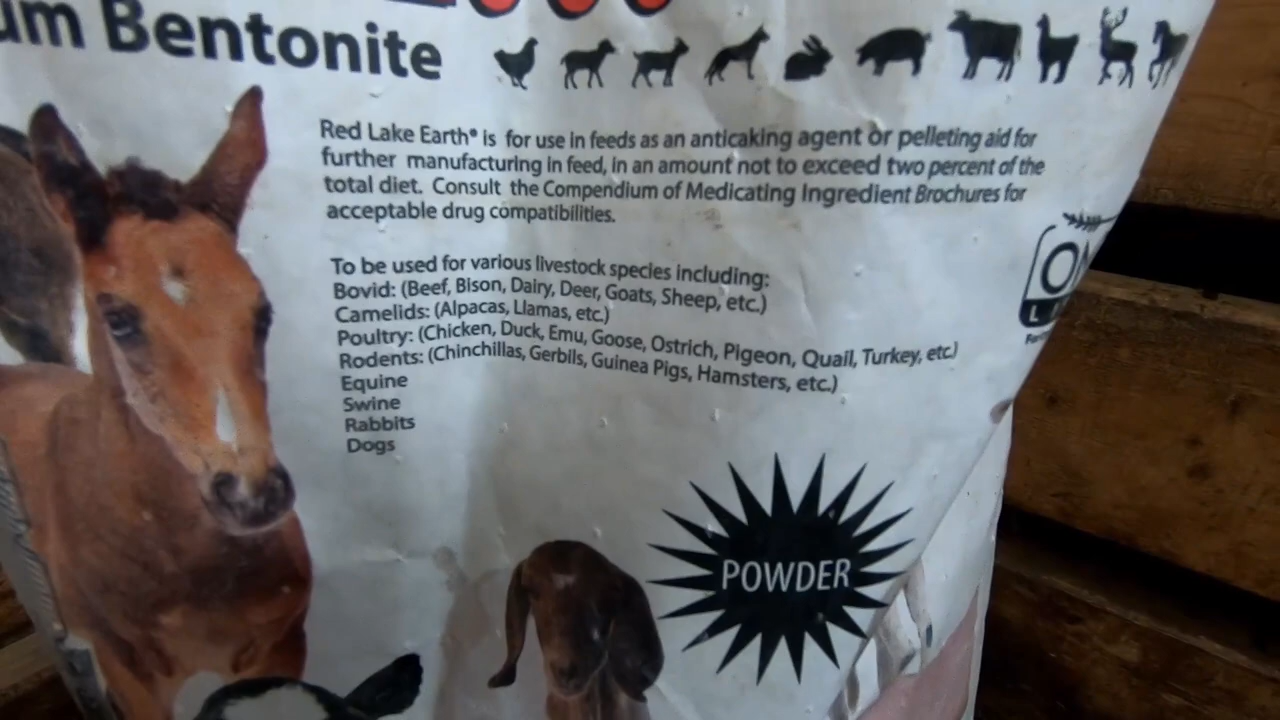 Bentonite
Red Lake Earth® is for use in feeds as an anticaking agent or pelleting aid for
further manufacturing in feed, in an amount not to exceed two percent of the
total diet. Consult the Compendium of Medicating Ingredient Brochures for
acceptable drug compatibilities.
To be used for various livestock species including:
Bovid: (Beef, Bison, Dairy, Deer, Goats, Sheep, etc.)
Camelids: (Alpacas, Llamas, etc.)
Poultry: (Chicken, Duck, Emu, Goose, Ostrich, Pigeon, Quail, Turkey, etc.)
Rodents: (Chinchillas, Gerbils, Guinea Pigs, Hamsters, etc.)
Equine
Swine
Rabbits
Dogs
POWDER